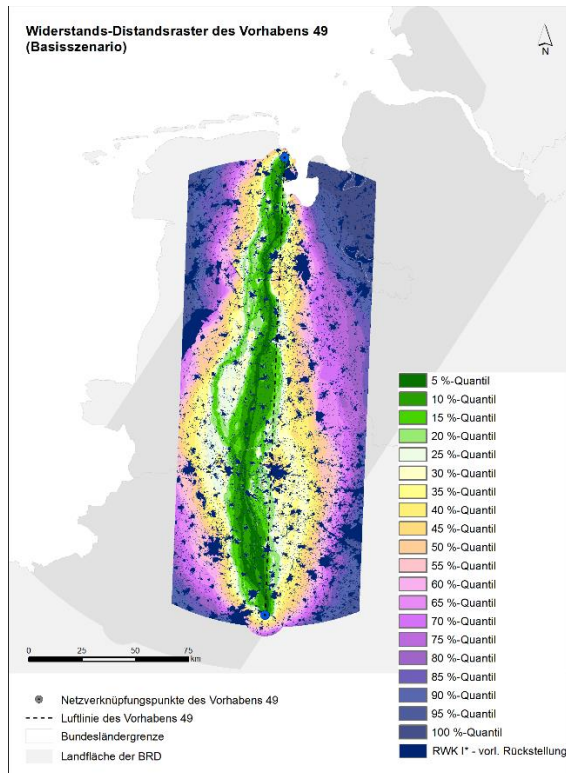 Widerstands-Distandsraster des Vorhabens 49
(Basisszenario)
N
5 %-Quantil
10 %-Quantil
15 %-Quantil
20 %-Quantil
25 %-Quantil
30 %-Quantil
35 %-Quantil
40 %-Quantil
45 %-Quantil
50 %-Quantil
55 %-Quantil
60 %-Quantil
65 %-Quantil
70 %-Quantil
75 %-Quantil
80 %-Quantil
85 %-Quantil
90 %-Quantil
95 %-Quantil
100 %-Quantil
RWK I* - vorl. Rückstellung
0 25 50 75
km
Netzverknüpfungspunkte des Vorhabens 49
Luftlinie des Vorhabens 49
Bundesländergrenze
Landfläche der BRD